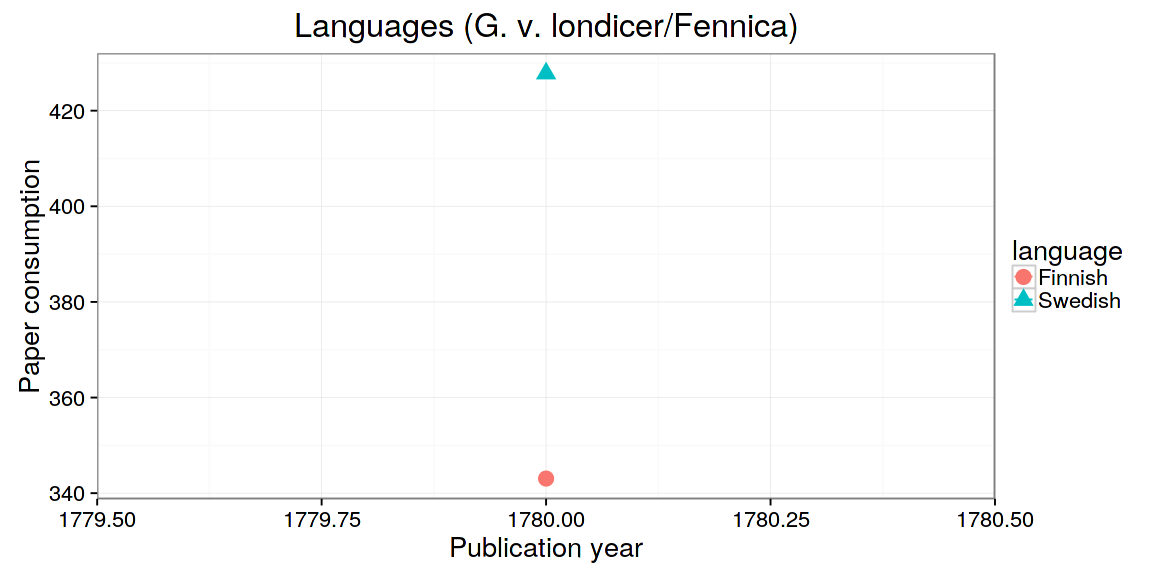 Languages (G. v. londicer/Fennica)
Paper consumption
420
400
380
360
340
1779.50 1779.75 1780.00 1780.25 1780.50
Publication year
language
Finnish
Swedish